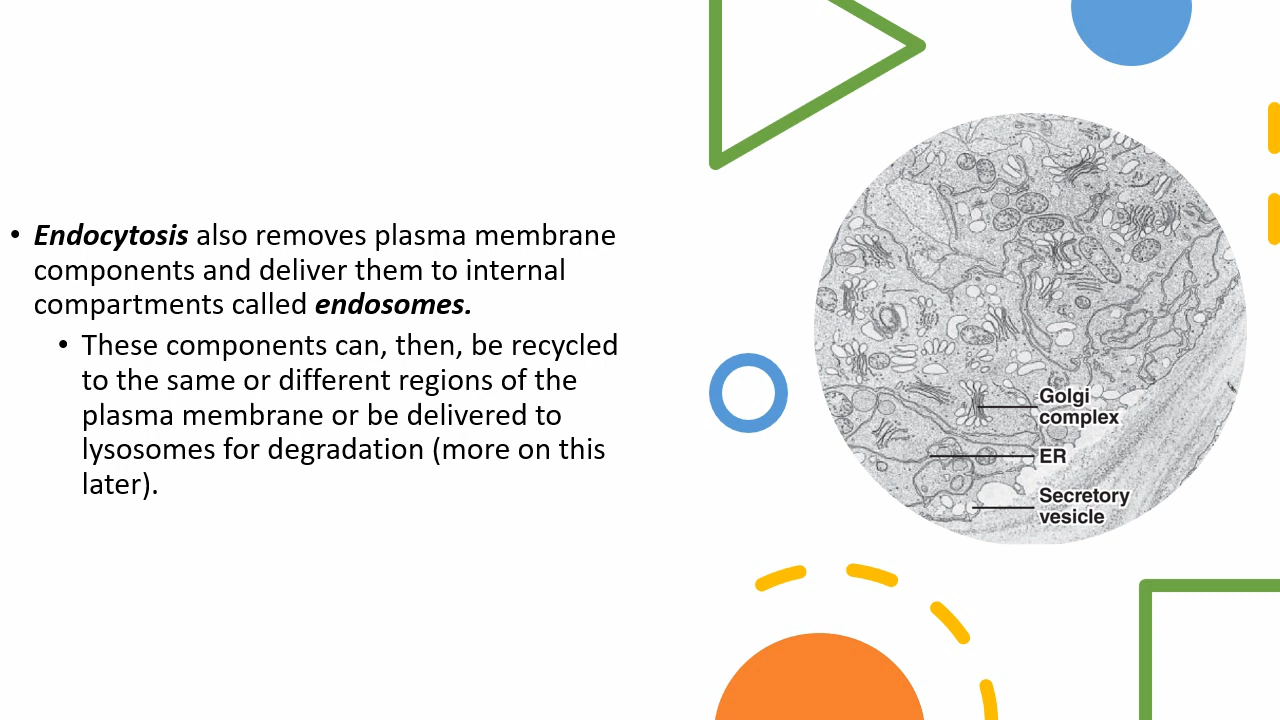 • Endocytosis also removes plasma membrane
components and deliver them to internal
compartments called endosomes.
• These components can, then, be recycled
to the same or different regions of the
plasma membrane or be delivered to
lysosomes for degradation (more on this
later).
Golgi
complex
ER
Secretory
vesicle